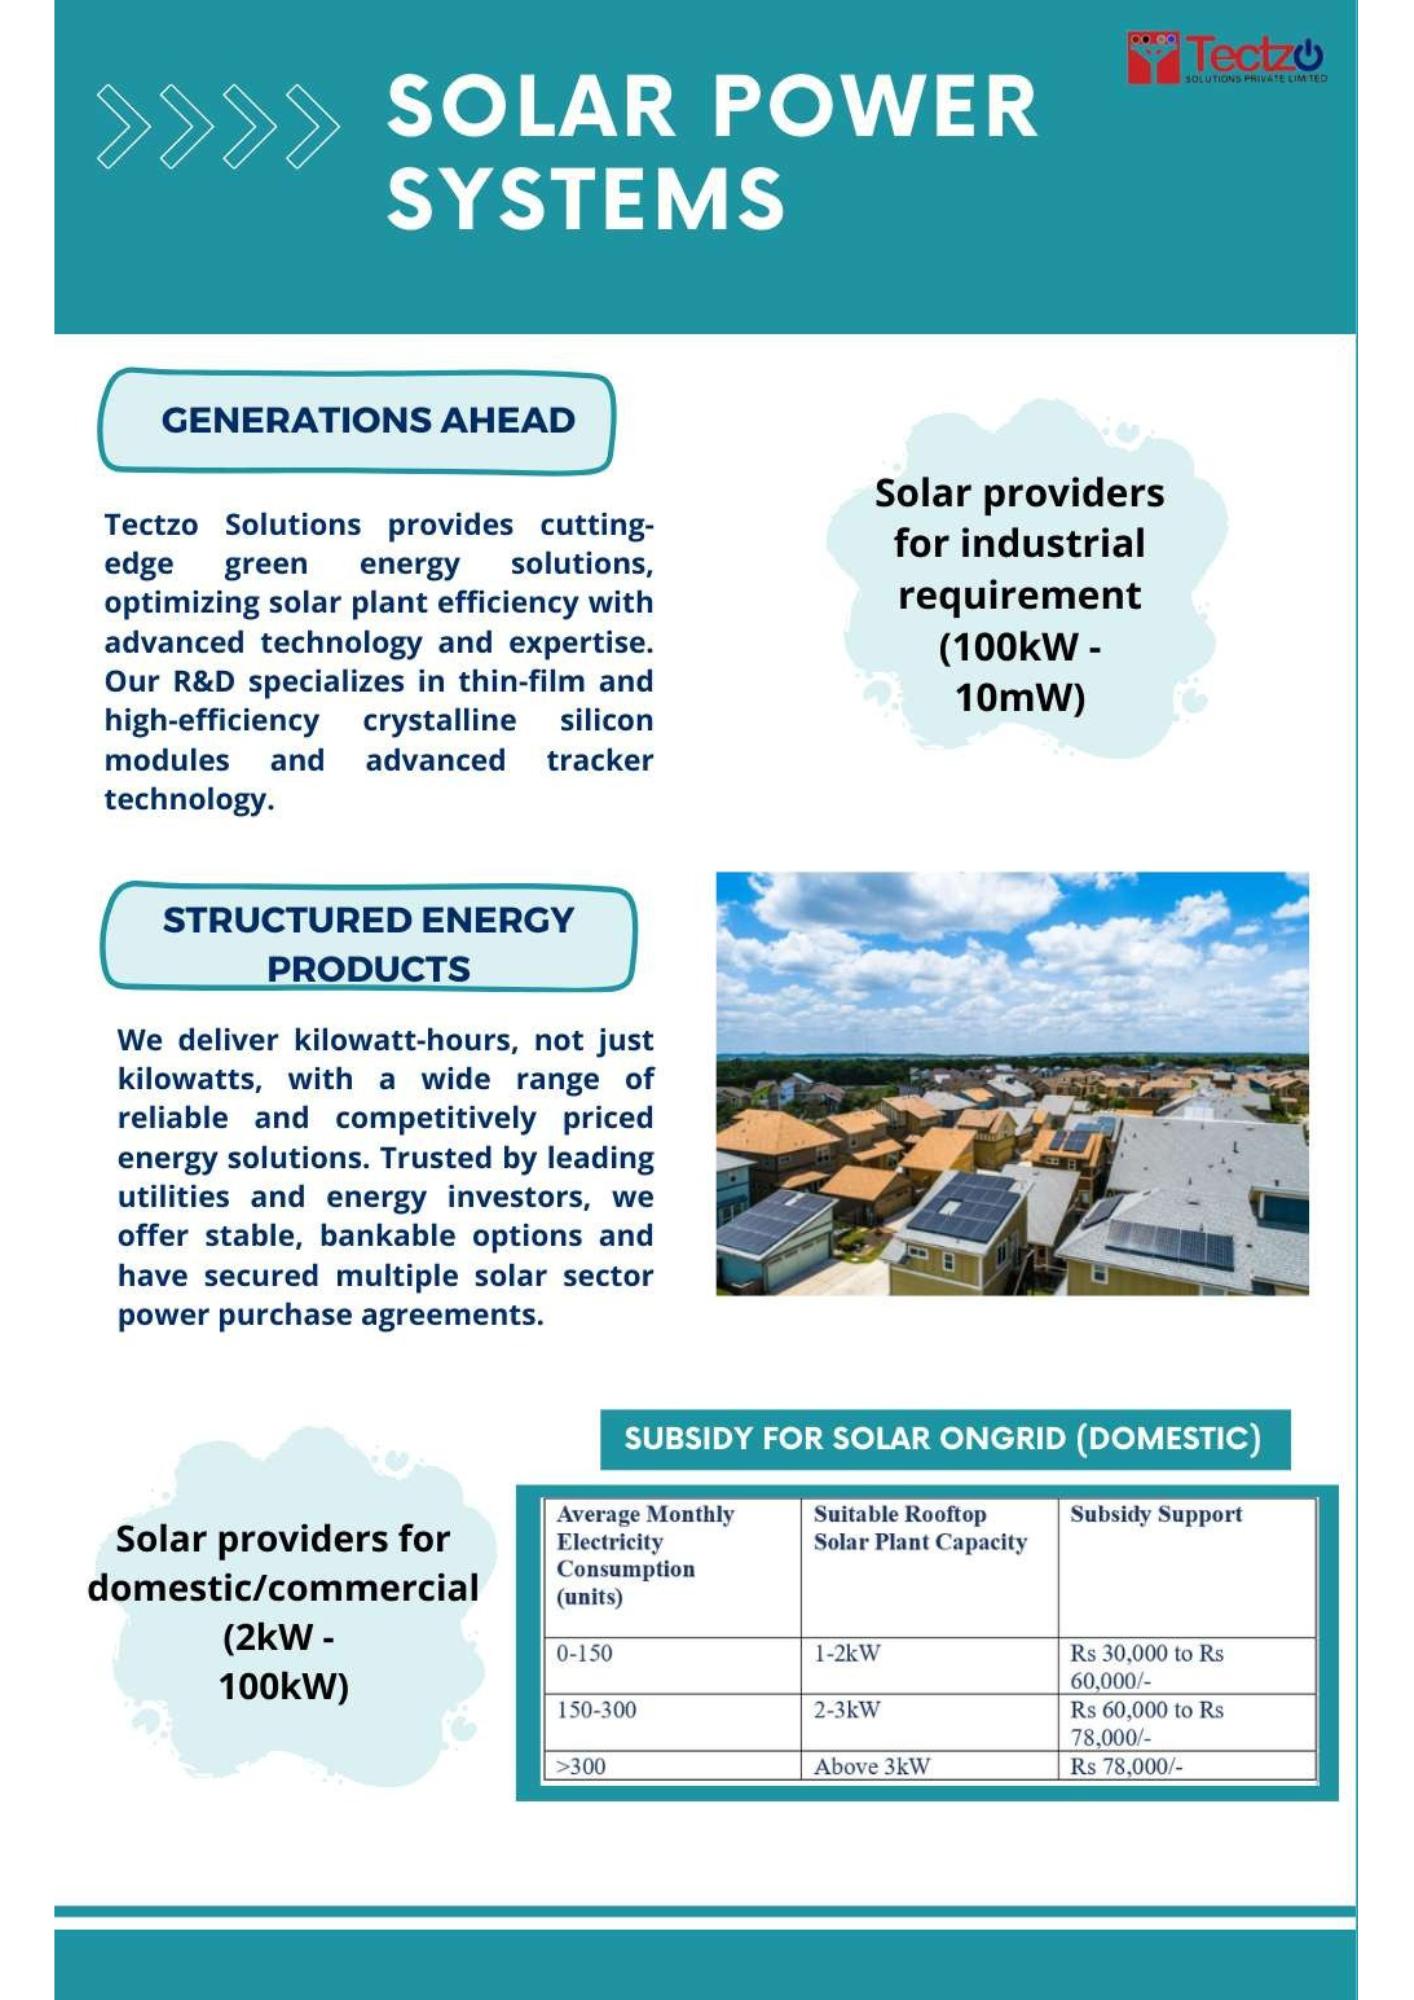 Tectzo
SOLUTIONS PRIVATE LIMITED
SOLAR POWER
SYSTEMS
GENERATIONS AHEAD
Tectzo Solutions provides cutting-
edge green energy solutions,
optimizing solar plant efficiency with
advanced technology and expertise.
Our R&D specializes in thin-film and
high-efficiency crystalline silicon
modules and advanced tracker
technology.
Solar providers
for industrial
requirement
(100kW -
10mW)
STRUCTURED ENERGY
PRODUCTS
We deliver kilowatt-hours, not just
kilowatts, with a wide range of
reliable and competitively priced
energy solutions. Trusted by leading
utilities and energy investors, we
offer stable, bankable options and
have secured multiple solar sector
power purchase agreements.
Solar providers for
domestic/commercial
(2kW -
100kW)
SUBSIDY FOR SOLAR ONGRID (DOMESTIC)
Average Monthly
Electricity
Consumption
(units)
Suitable Rooftop
Solar Plant Capacity
Subsidy Support
0-150
1-2kW
Rs 30,000 to Rs
60,000/-
150-300
2-3kW
Rs 60,000 to Rs
78,000/-
>300
Above 3kW
Rs 78,000/-